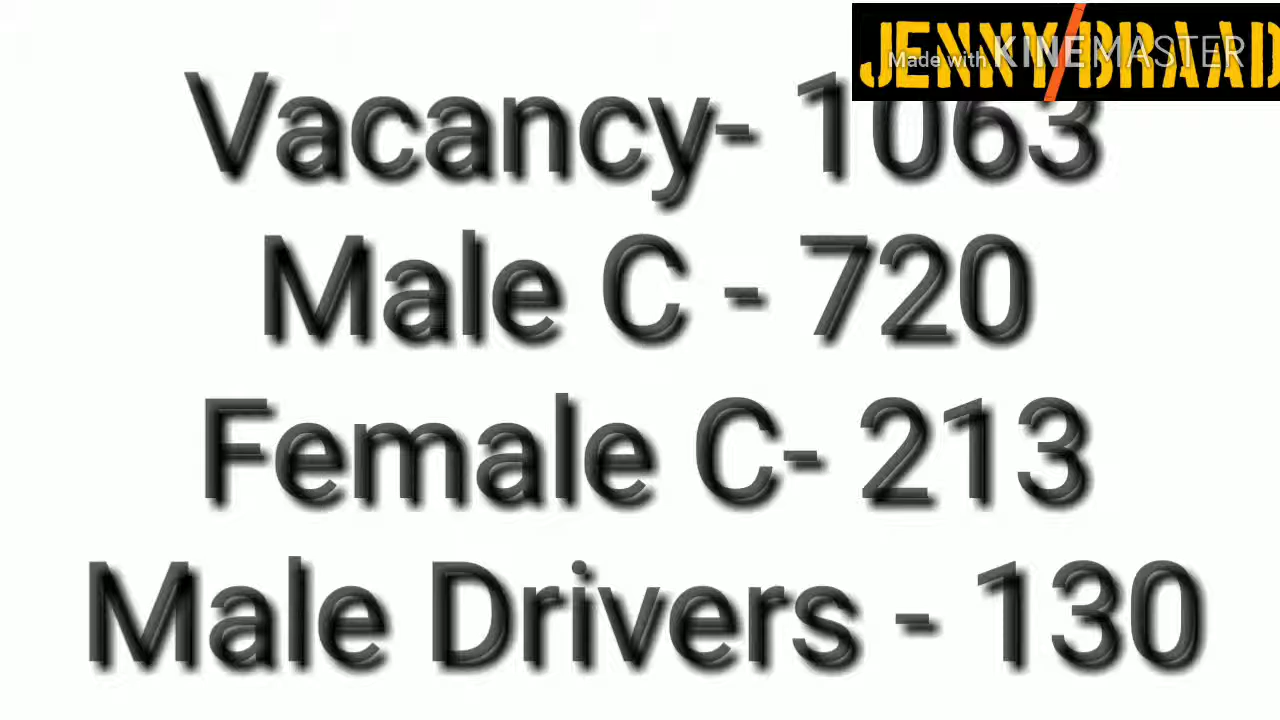 JENNY/BRAAD
Made with KINEMASTER
Vacancy- 1063
Male C - 720
Female C- 213
Male Drivers - 130